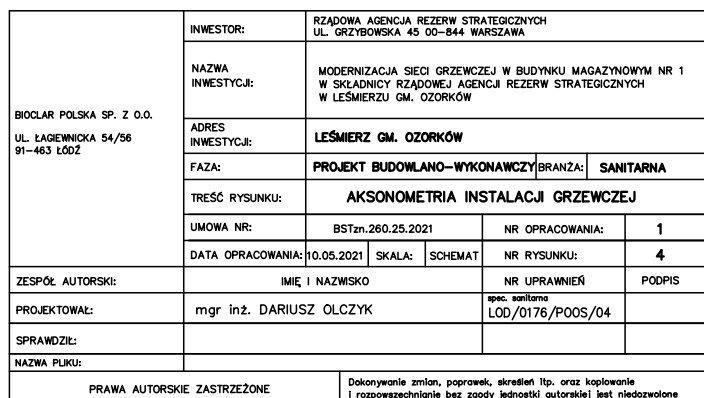 BIOCLAR POLSKA SP. Z O.O.
UL. ŁAGIEWNICKA 54/56
91-463 ŁÓDŹ
INWESTOR:
RZĄDOWA AGENCJA REZERW STRATEGICZNYCH
UL. GRZYBOWSKA 45 00-844 WARSZAWA
NAZWA
INWESTYCJI:
MODERNIZACJA SIECI GRZEWCZEJ W BUDYNKU MAGAZYNOWYM NR 1
W SKŁADNICY RZĄDOWEJ AGENCJI REZERW STRATEGICZNYCH
W LEŚMIERZU GM. OZORKÓW
ADRES
INWESTYCJI:
LEŚMIERZ GM. OZORKÓW
FAZA: PROJEKT BUDOWLANO-WYKONAWCZY BRANŻA: SANITARNA
TREŚĆ RYSUNKU: AKSONOMETRIA INSTALACJI GRZEWCZEJ
UMOWA NR: BSTzn.260.25.2021 NR OPRACOWANIA: 1
DATA OPRACOWANIA: 10.05.2021 SKALA: SCHEMAT NR RYSUNKU: 4
ZESPÓŁ AUTORSKI: IMIĘ I NAZWISKO NR UPRAWNIEŃ PODPIS
PROJEKTOWAŁ: mgr inż. DARIUSZ OLCZYK
spec. sanitarna
LOD/0176/POOS/04
SPRAWDZIŁ:
NAZWA PLIKU:
PRAWA AUTORSKIE ZASTRZEŻONE
Dokonywanie zmian, poprawek, skreśleń itp. oraz kopiowanie
i rozpowszechnianie bez zgody jednostki autorskiej jest niedozwolone